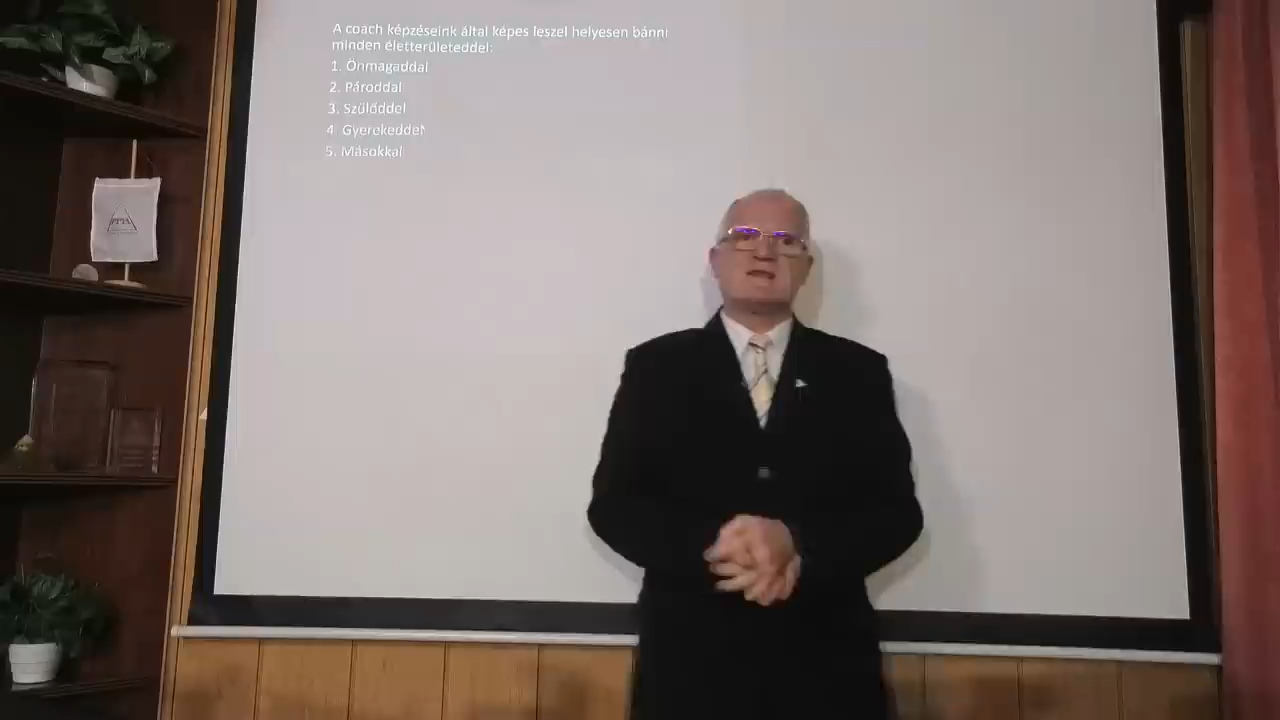 A coach képzéseink által képes leszel helyesen bánni
minden életterületeddel:
1. Önmagaddal
2. Pároddal
3. Szülőddel
4. Gyerekeddel
5. Másokkal